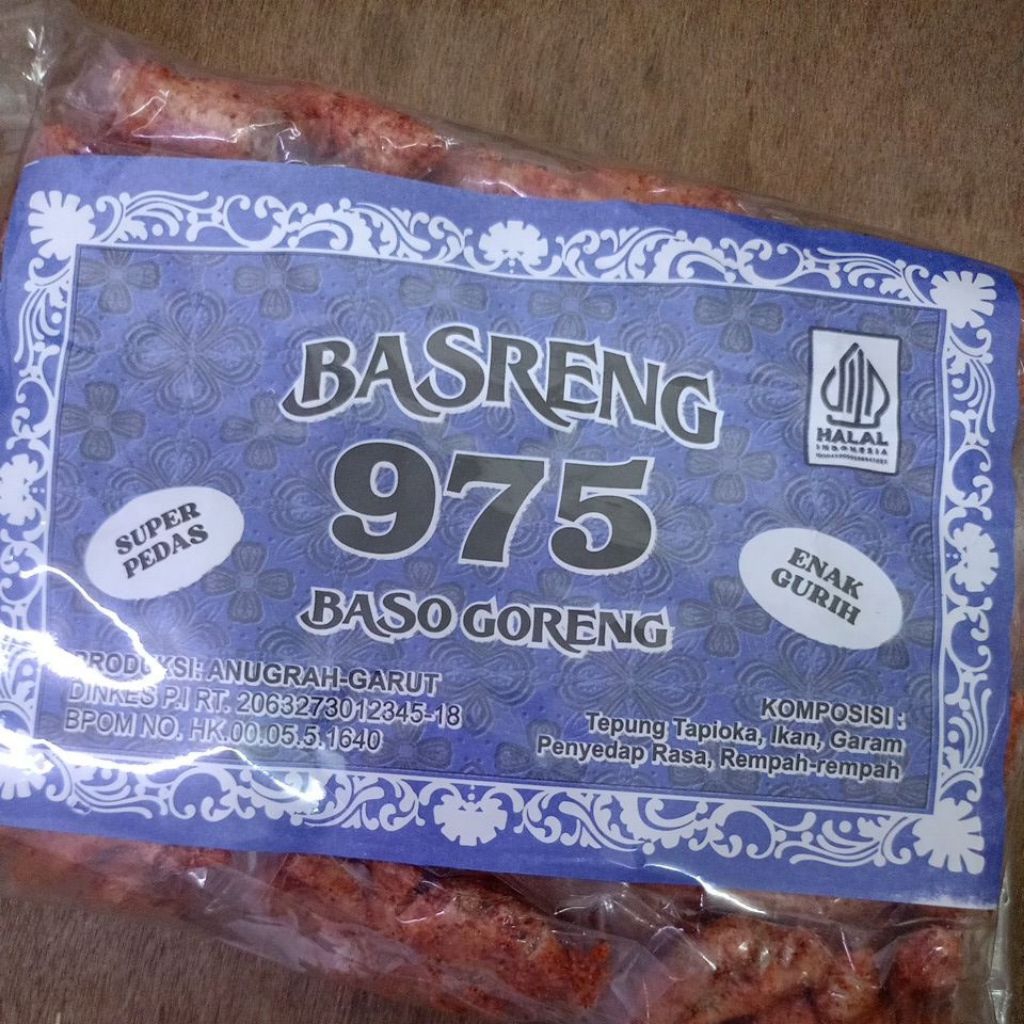 BASRENG
975
BASO GORENG
HALAL
INDONESIA
SUPER
PEDAS
ENAK
GURIH
PRODUKSI: ANUGRAH-GARUT
DINKES P.I RT. 2063273012345-18
BPOM NO. HK.00.05.5.1640
KOMPOSISI :
Tepung Tapioka, Ikan, Garam
Penyedap Rasa, Rempah-rempah